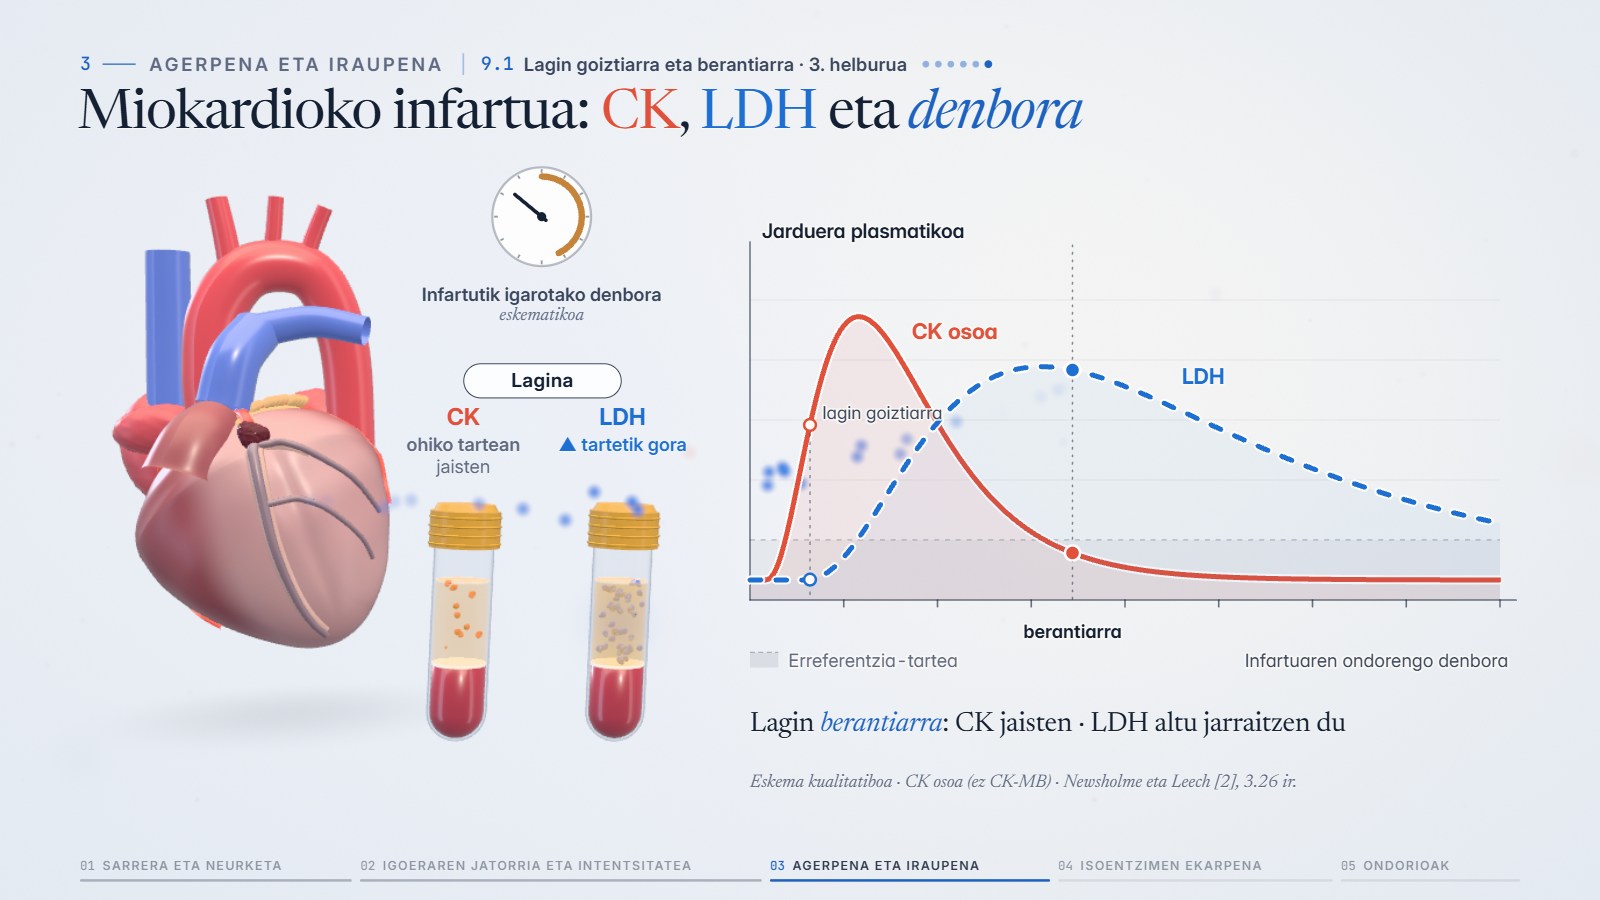 3 — AGERPENA ETA IRAUPENA | 9.1 Lagin goiztiarra eta berantiarra · 3. helburua
Miokardioko infartua: CK, LDH eta denbora
Infartutik igarotako denbora
eskematikoa
Lagina
CK LDH
ohiko tartean ▲ tartetik gora
jaisten
Jarduera plasmatikoa
CK osoa
LDH
lagin goiztiarra
berantiarra
Erreferentzia-tartea
Infartuaren ondorengo denbora
Lagin berantiarra: CK jaisten · LDH altu jarraitzen du
Eskema kualitatiboa · CK osoa (ez CK-MB) · Newsholme eta Leech [2], 3.26 ir.
01 SARRERA ETA NEURKETA
02 IGOERAREN JATORRIA ETA INTENTSITATEA
03 AGERPENA ETA IRAUPENA
04 ISOENTZIMEN EKARPENA
05 ONDORIOAK